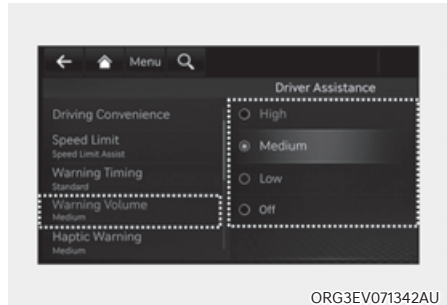 Menu
Driver Assistance
Driving Convenience
Speed Limit
Speed Limit Assist
Warning Timing
Standard
Warning Volume
Medium
Haptic Warning
Medium
High
Medium
Low
Off
ORG3EV071342AU